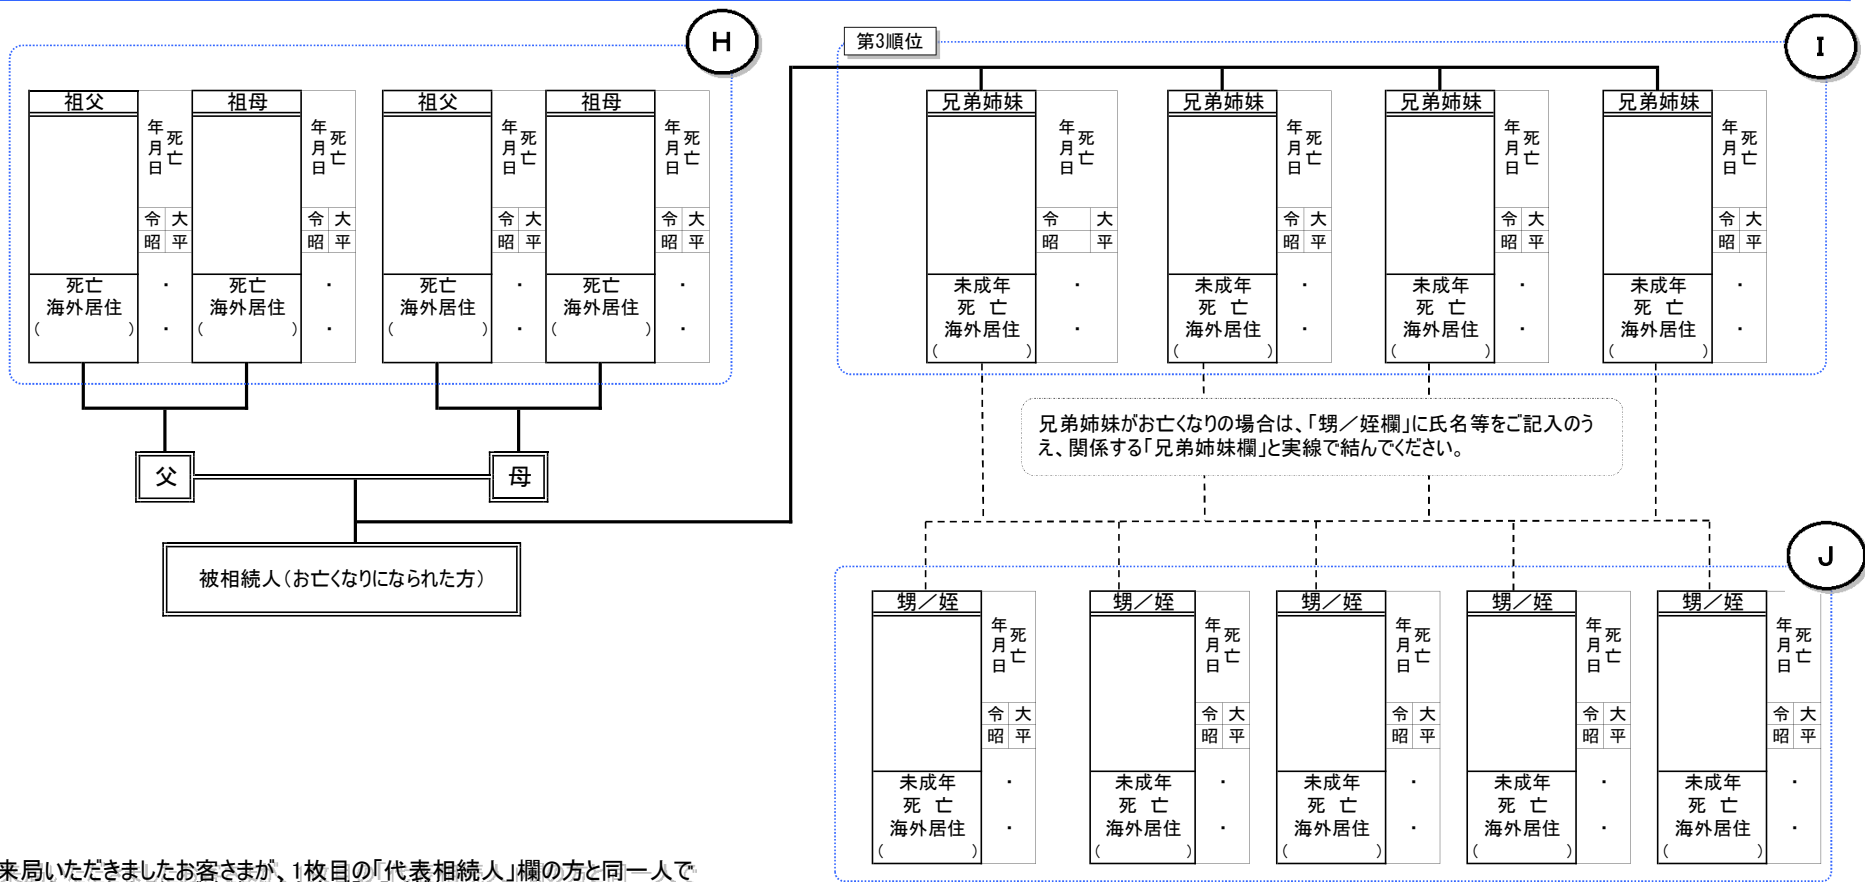 H
祖父
死亡
年月日
令 大
昭 平
・
・
死亡
海外居住
( )
祖母
死亡
年月日
令 大
昭 平
・
・
死亡
海外居住
( )
祖父
死亡
年月日
令 大
昭 平
・
・
死亡
海外居住
( )
祖母
死亡
年月日
令 大
昭 平
・
・
死亡
海外居住
( )
父
母
被相続人(お亡くなりになられた方)
第3順位
I
兄弟姉妹
死亡
年月日
令 大
昭 平
・
・
未成年
死 亡
海外居住
( )
兄弟姉妹
死亡
年月日
令 大
昭 平
・
・
未成年
死 亡
海外居住
( )
兄弟姉妹
死亡
年月日
令 大
昭 平
・
・
未成年
死 亡
海外居住
( )
兄弟姉妹
死亡
年月日
令 大
昭 平
・
・
未成年
死 亡
海外居住
( )
兄弟姉妹がお亡くなりの場合は、「甥/姪欄」に氏名等をご記入のう
え、関係する「兄弟姉妹欄」と実線で結んでください。
J
甥/姪
死亡
年月日
令 大
昭 平
・
・
未成年
死 亡
海外居住
( )
甥/姪
死亡
年月日
令 大
昭 平
・
・
未成年
死 亡
海外居住
( )
甥/姪
死亡
年月日
令 大
昭 平
・
・
未成年
死 亡
海外居住
( )
甥/姪
死亡
年月日
令 大
昭 平
・
・
未成年
死 亡
海外居住
( )
甥/姪
死亡
年月日
令 大
昭 平
・
・
未成年
死 亡
海外居住
( )
来局いただきましたお客さまが、1枚目の「代表相続人」欄の方と同一人で